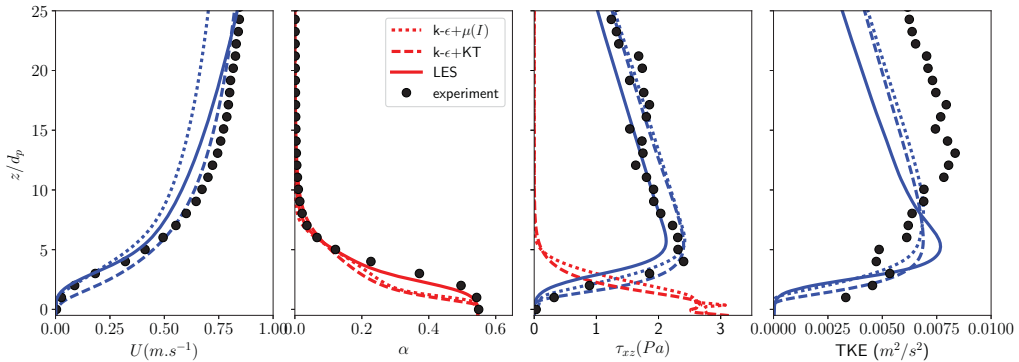 25
20
15
10
5
0
z/d_p
0.00 0.25 0.50 0.75 1.00
U(m.s⁻¹)
k-ϵ+μ(I)
k-ϵ+KT
LES
experiment
0.0 0.2 0.4 0.6
α
0 1 2 3
τ_xz(Pa)
0.0000 0.0025 0.0050 0.0075 0.0100
TKE (m²/s²)